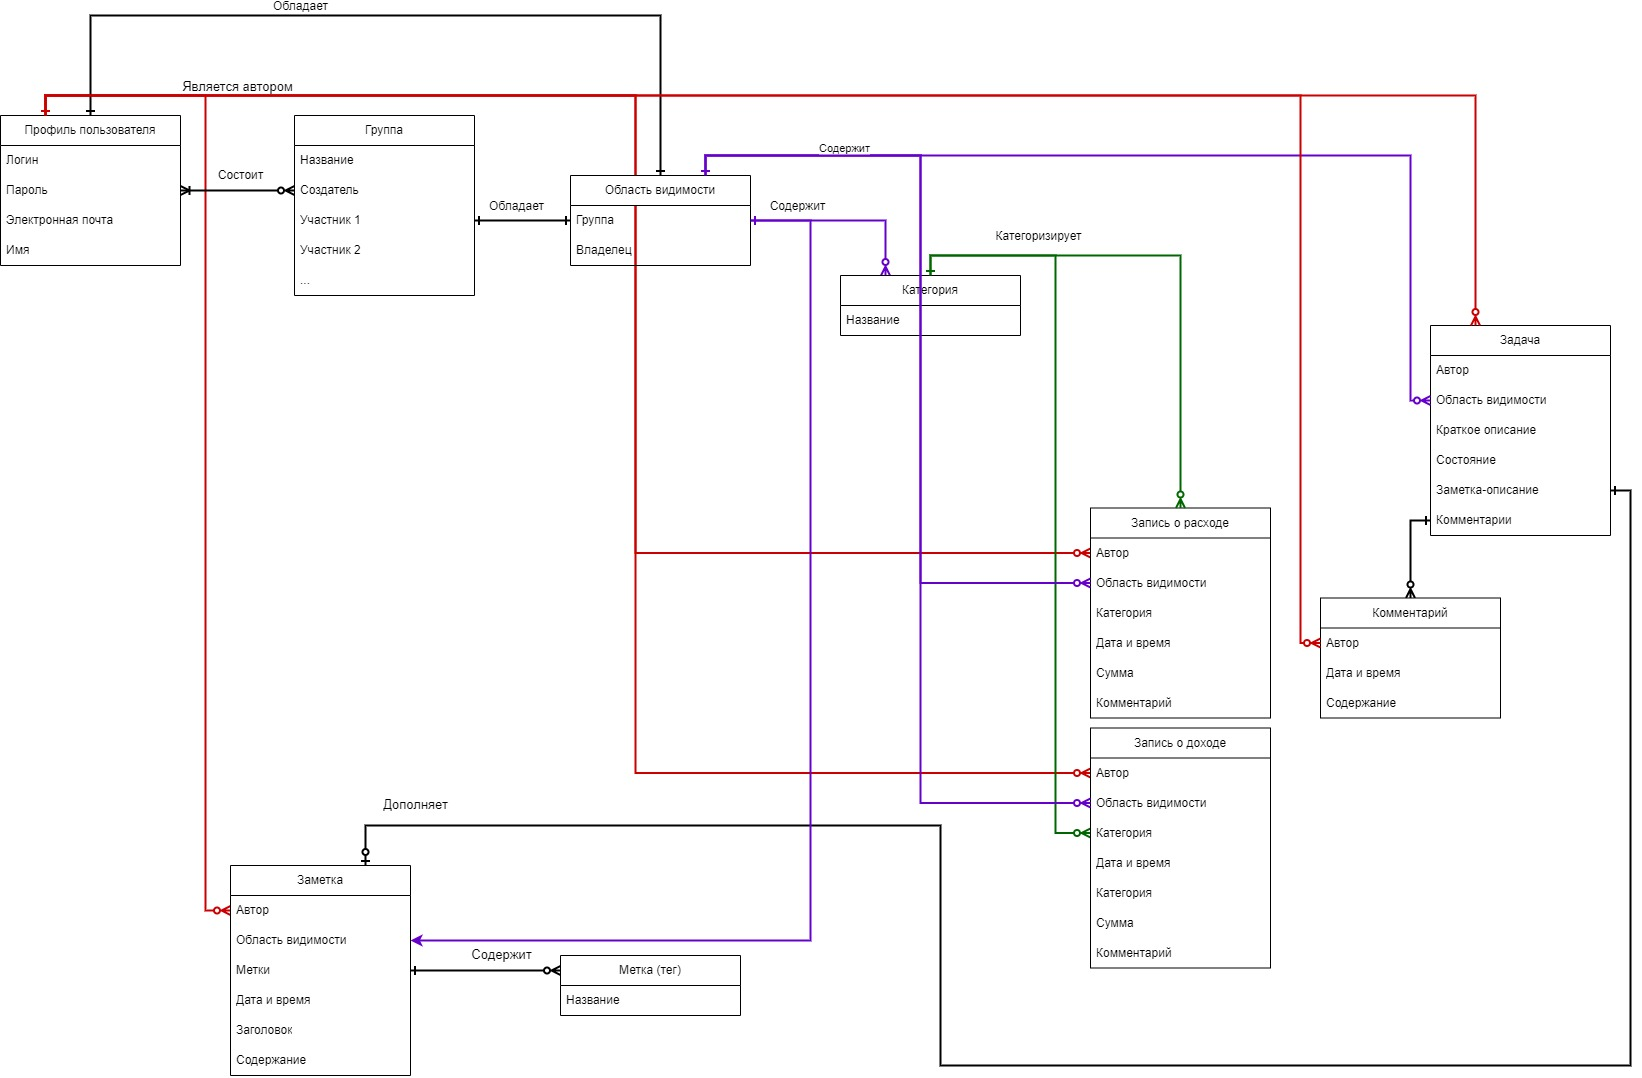 Обладает
Является автором
Профиль пользователя
Логин
Пароль
Электронная почта
Имя
Состоит
Группа
Название
Создатель
Участник 1
Участник 2
...
Обладает
Область видимости
Группа
Владелец
Содержит
Содержит
Категоризирует
Категория
Название
Задача
Автор
Область видимости
Краткое описание
Состояние
Заметка-описание
Комментарии
Запись о расходе
Автор
Область видимости
Категория
Дата и время
Сумма
Комментарий
Комментарий
Автор
Дата и время
Содержание
Запись о доходе
Автор
Область видимости
Категория
Дата и время
Категория
Сумма
Комментарий
Дополняет
Заметка
Автор
Область видимости
Метки
Дата и время
Заголовок
Содержание
Содержит
Метка (тег)
Название